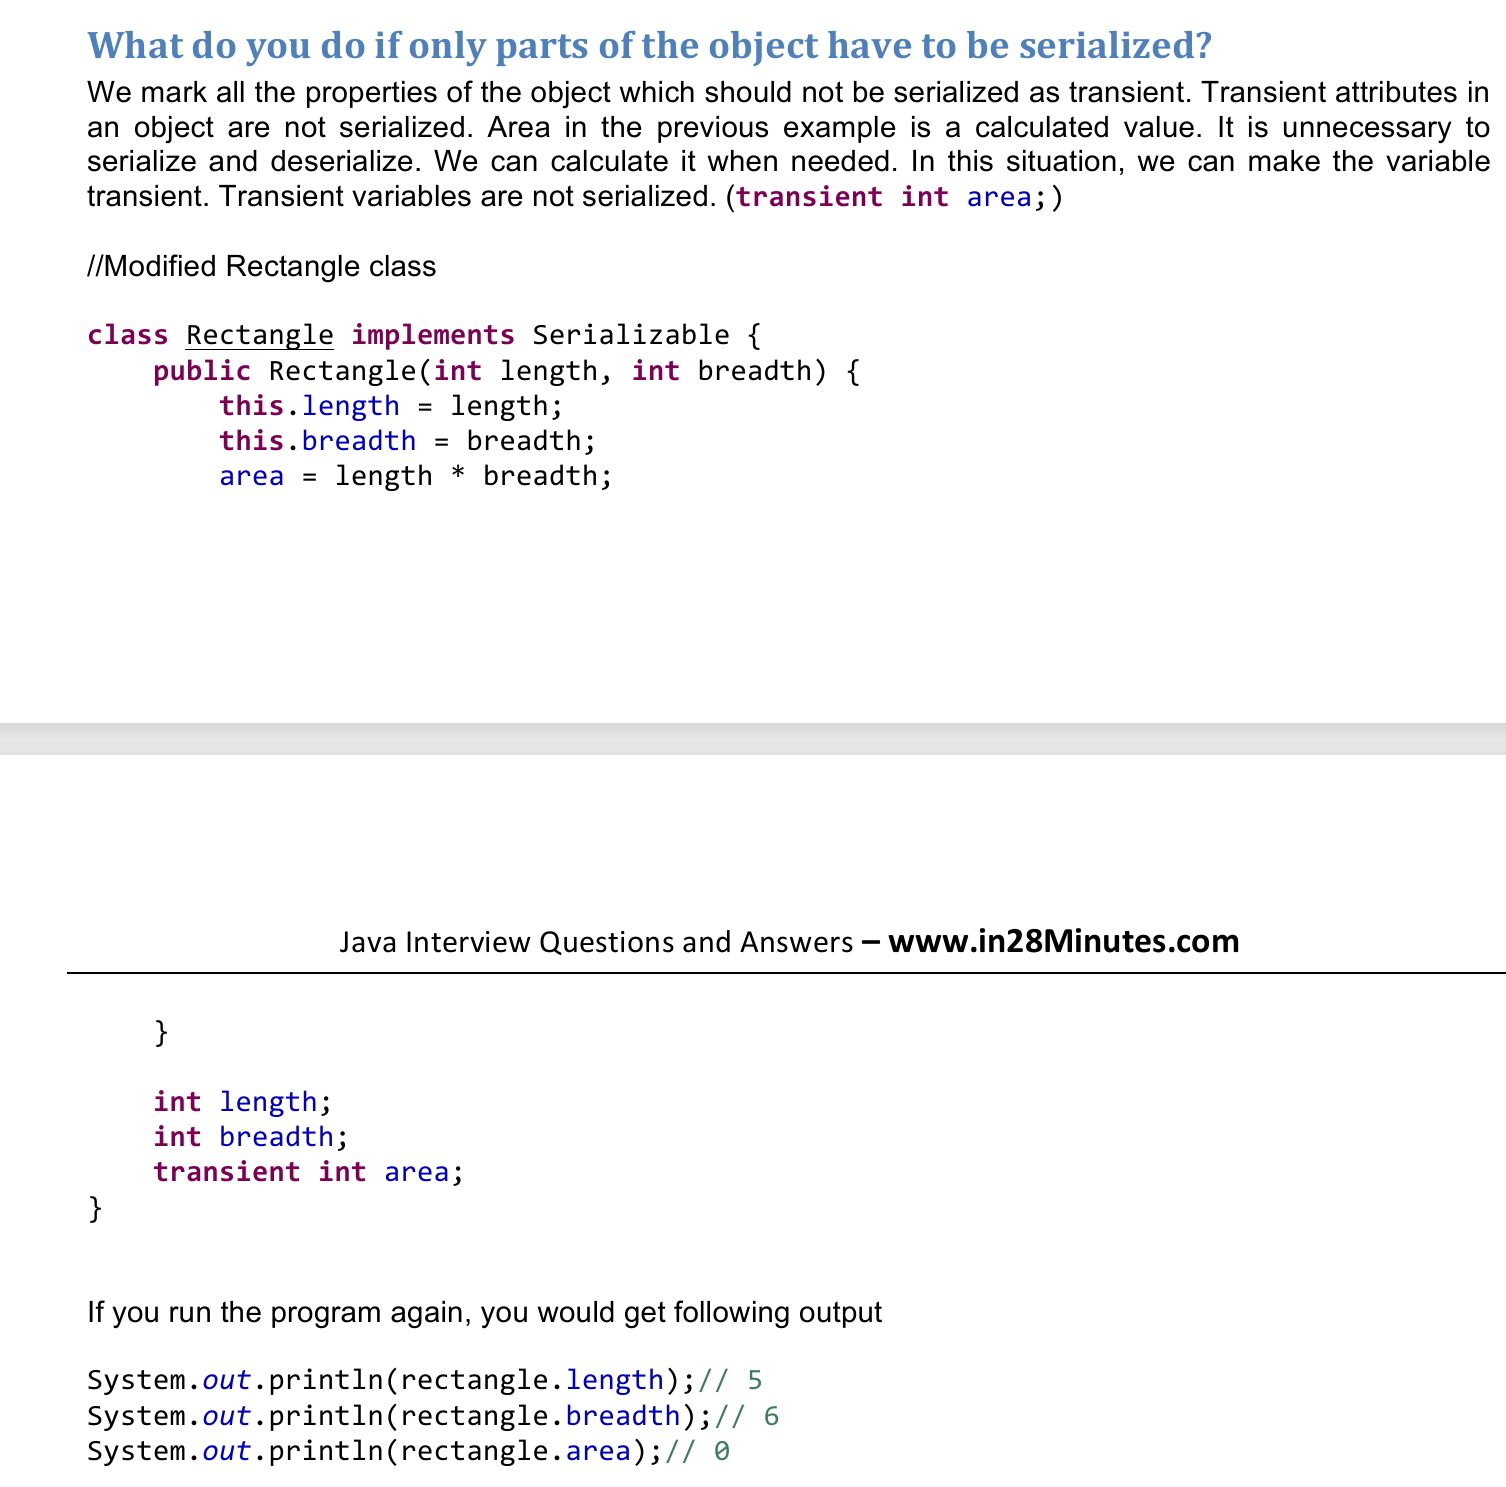 What do you do if only parts of the object have to be serialized?
We mark all the properties of the object which should not be serialized as transient. Transient attributes in
an object are not serialized. Area in the previous example is a calculated value. It is unnecessary to
serialize and deserialize. We can calculate it when needed. In this situation, we can make the variable
transient. Transient variables are not serialized. (transient int area;)
//Modified Rectangle class
class Rectangle implements Serializable {
    public Rectangle(int length, int breadth) {
        this.length = length;
        this.breadth = breadth;
        area = length * breadth;
Java Interview Questions and Answers – www.in28Minutes.com
    }
    int length;
    int breadth;
    transient int area;
}
If you run the program again, you would get following output
System.out.println(rectangle.length);// 5
System.out.println(rectangle.breadth);// 6
System.out.println(rectangle.area);// 0